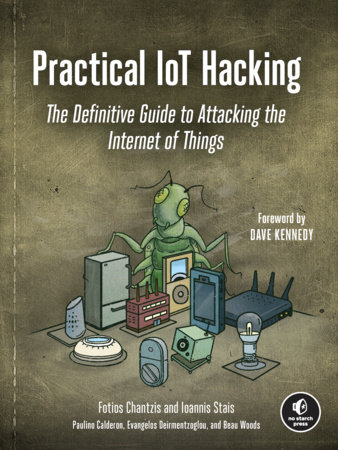 Practical IoT Hacking
The Definitive Guide to Attacking the
Internet of Things
Foreword by
DAVE KENNEDY
Fotios Chantzis and Ioannis Stais
Paulino Calderon, Evangelos Deirmentzoglou, and Beau Woods
no starch
press